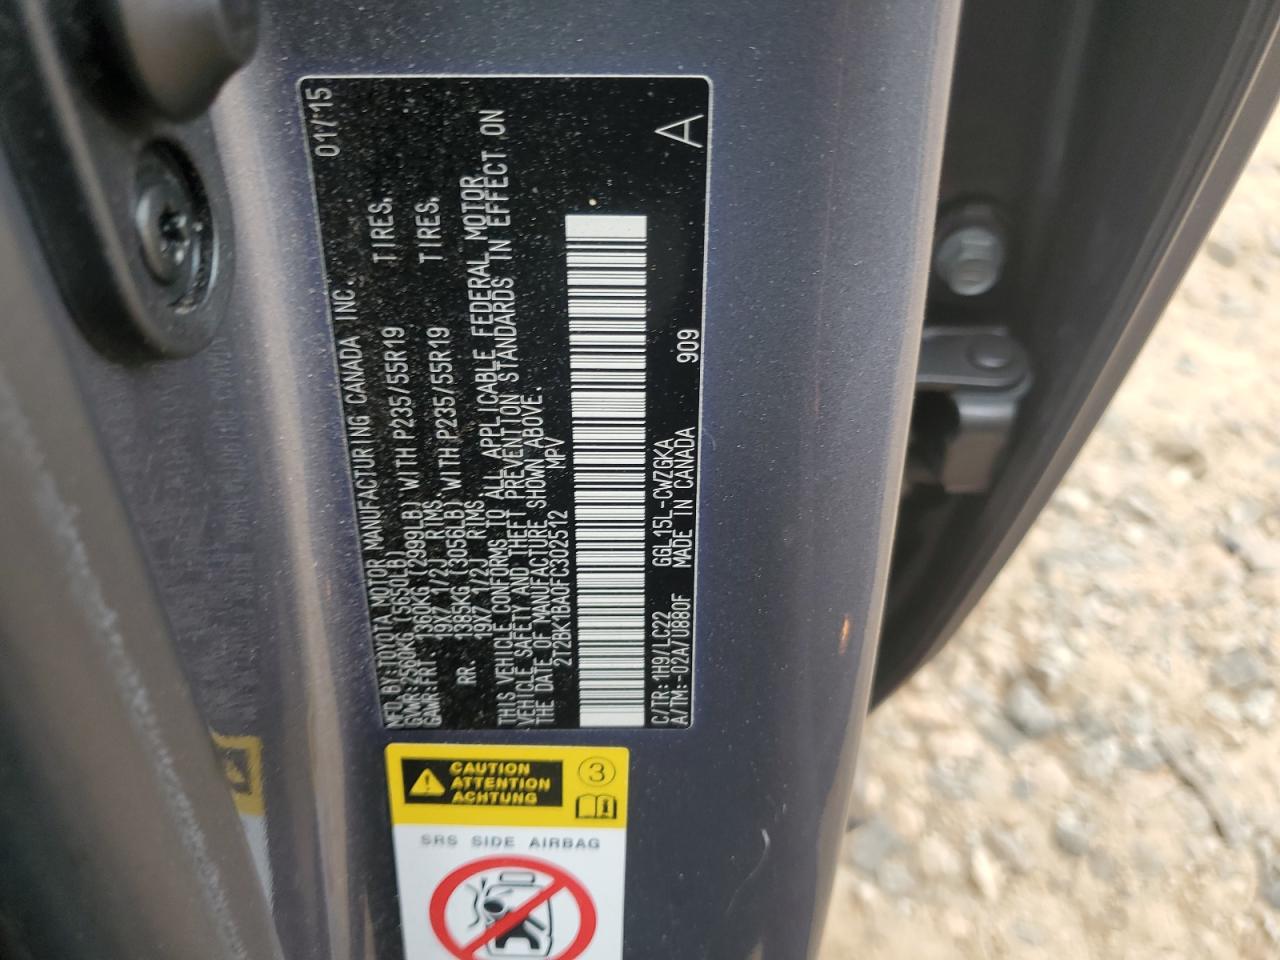 01/15
MFD.BY:TOYOTA MOTOR MANUFACTURING CANADA INC.
GVWR:2560KG (5650LB)
GAWR:FRT 1360KG (2999LB) WITH P235/55R19 TIRES,
19X7 1/2J RIMS
RR. 1385KG (3056LB) WITH P235/55R19 TIRES,
19X7 1/2J RIMS
THIS VEHICLE CONFORMS TO ALL APPLICABLE FEDERAL MOTOR
VEHICLE SAFETY AND THEFT PREVENTION STANDARDS IN EFFECT ON
THE DATE OF MANUFACTURE SHOWN ABOVE.
2T2BK1BA0FC302512 MPV
C/TR:1H9/LC22 GGL15L-CWZGKA
A/TM:-02A/U880F MADE IN CANADA 909
A
CAUTION
ATTENTION
ACHTUNG
3
SRS SIDE AIRBAG